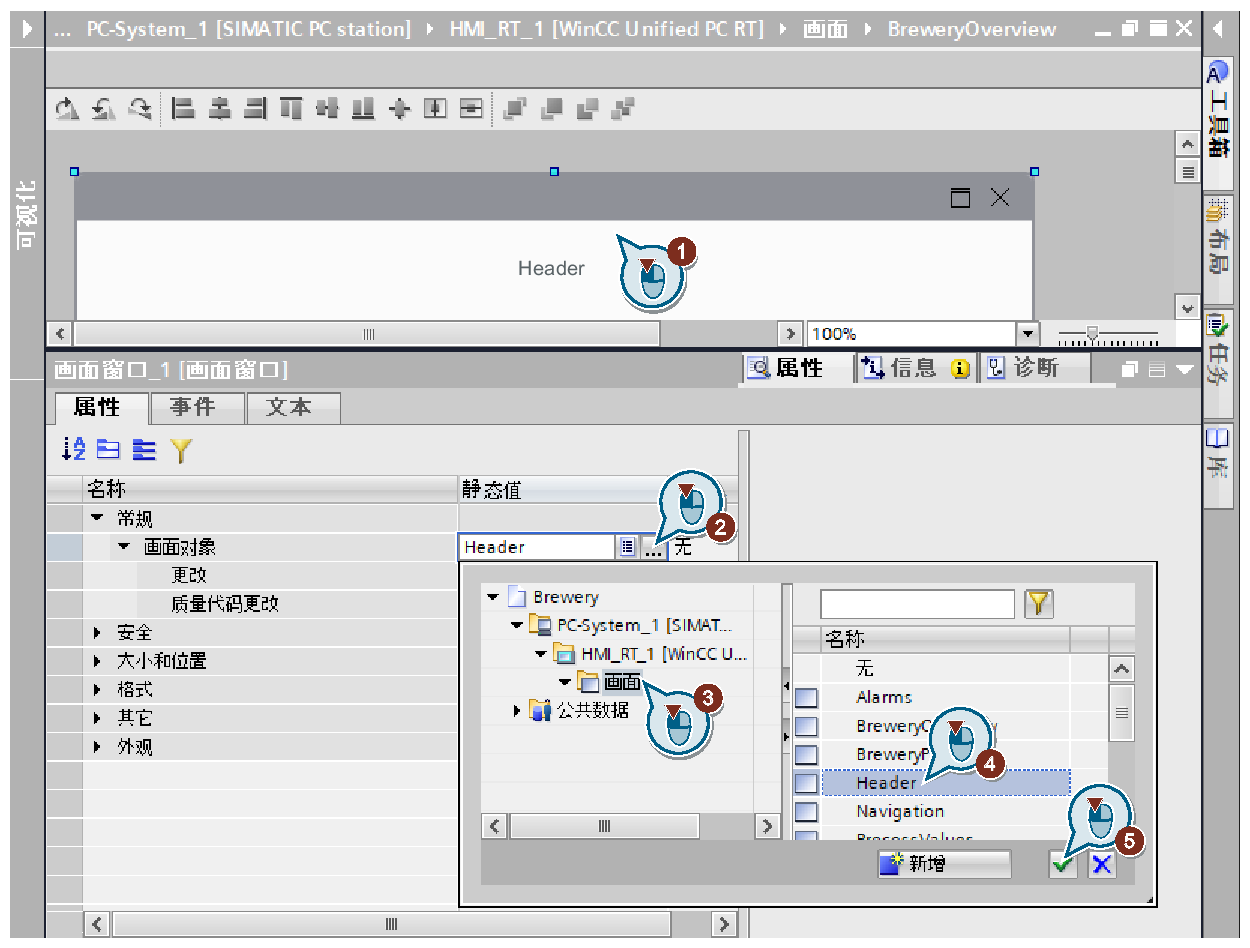 ... PC-System_1 [SIMATIC PC station] HMI_RT_1 [WinCC Unified PC RT] 画面 BreweryOverview
工具箱
布局
任务
库
可视化
Header
1
100%
画面窗口_1 [画面窗口]
属性 信息 诊断
属性 事件 文本
名称 静态值
2
常规
画面对象 Header ... 无
更改
质量代码更改
安全
大小和位置
格式
其它
外观
Brewery
PC-System_1 [SIMAT...
HMI_RT_1 [WinCC U...
画面
3
公共数据
名称
无
Alarms
Header
4
Navigation
5
新增